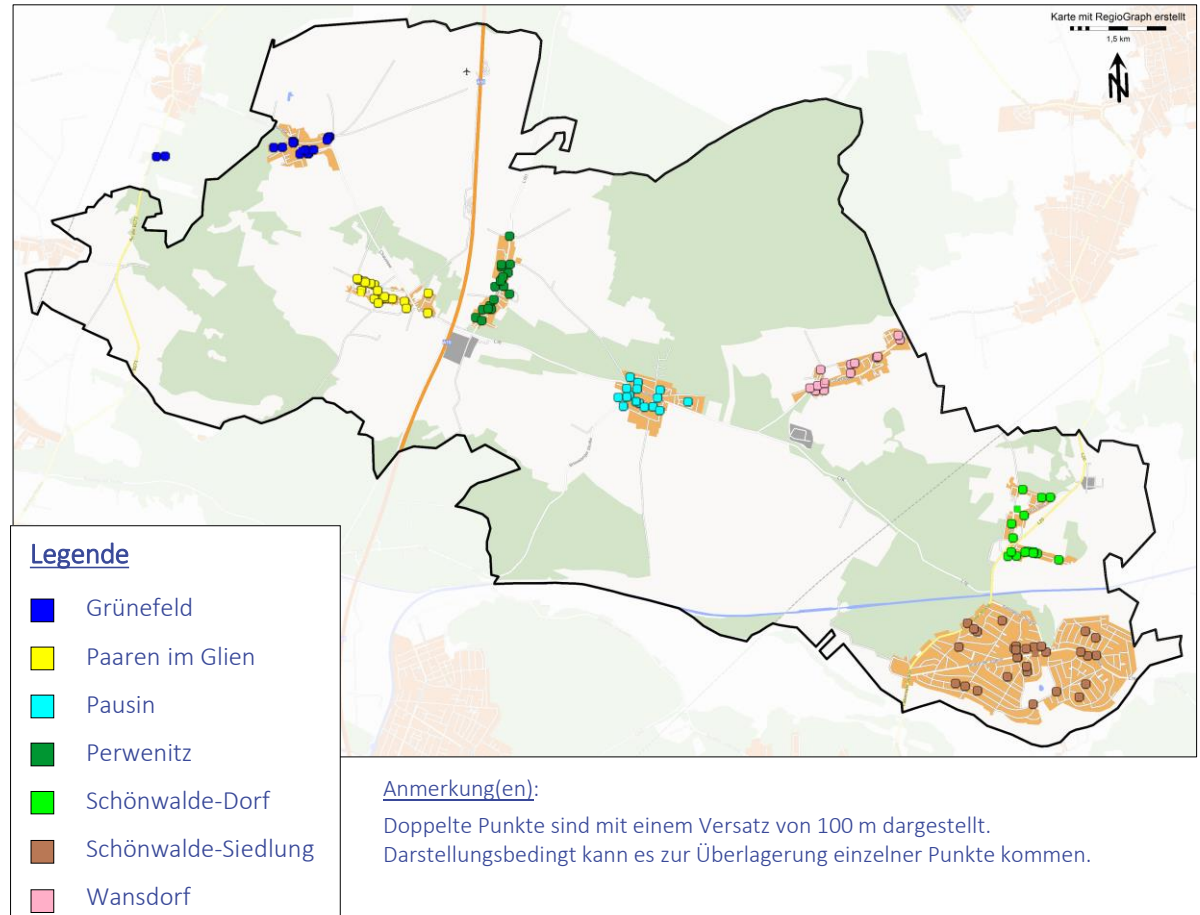 Karte mit RegioGraph erstellt
1,5 km
N
Legende
Grünefeld
Paaren im Glien
Pausin
Perwenitz
Schönwalde-Dorf
Schönwalde-Siedlung
Wansdorf
Anmerkung(en):
Doppelte Punkte sind mit einem Versatz von 100 m dargestellt.
Darstellungsbedingt kann es zur Überlagerung einzelner Punkte kommen.